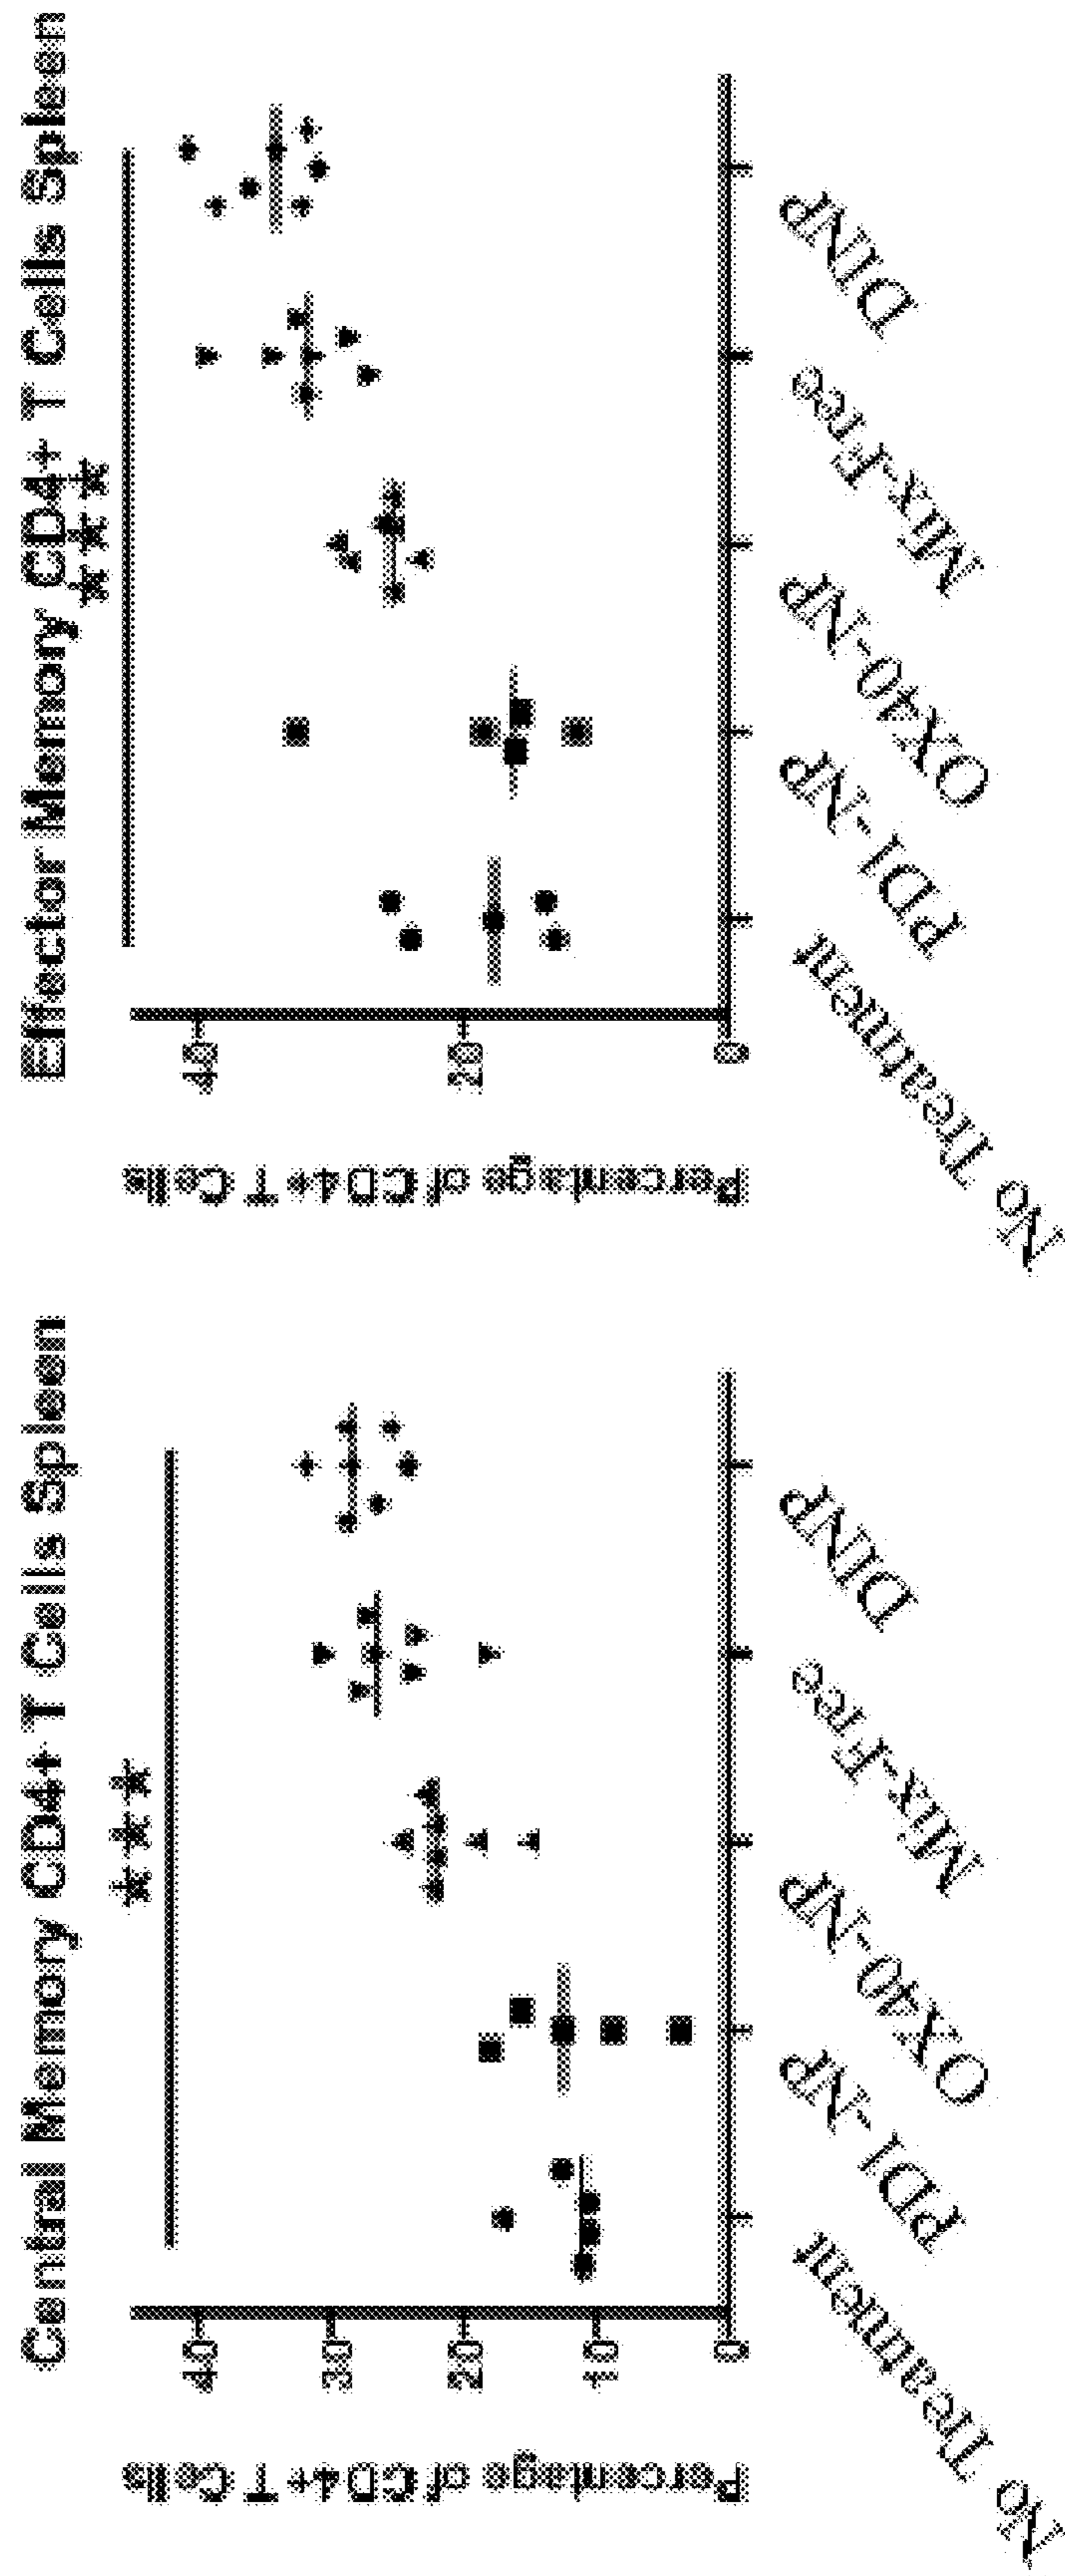 Central Memory CD4+ T Cells Spleen
***
Percentage of CD4+ T Cells
40
30
20
10
0
No Treatment
PD1-NP
OX40-NP
Mix-Free
DINP
Effector Memory CD4+ T Cells Spleen
***
Percentage of CD4+ T Cells
40
20
0
No Treatment
PD1-NP
OX40-NP
Mix-Free
DINP